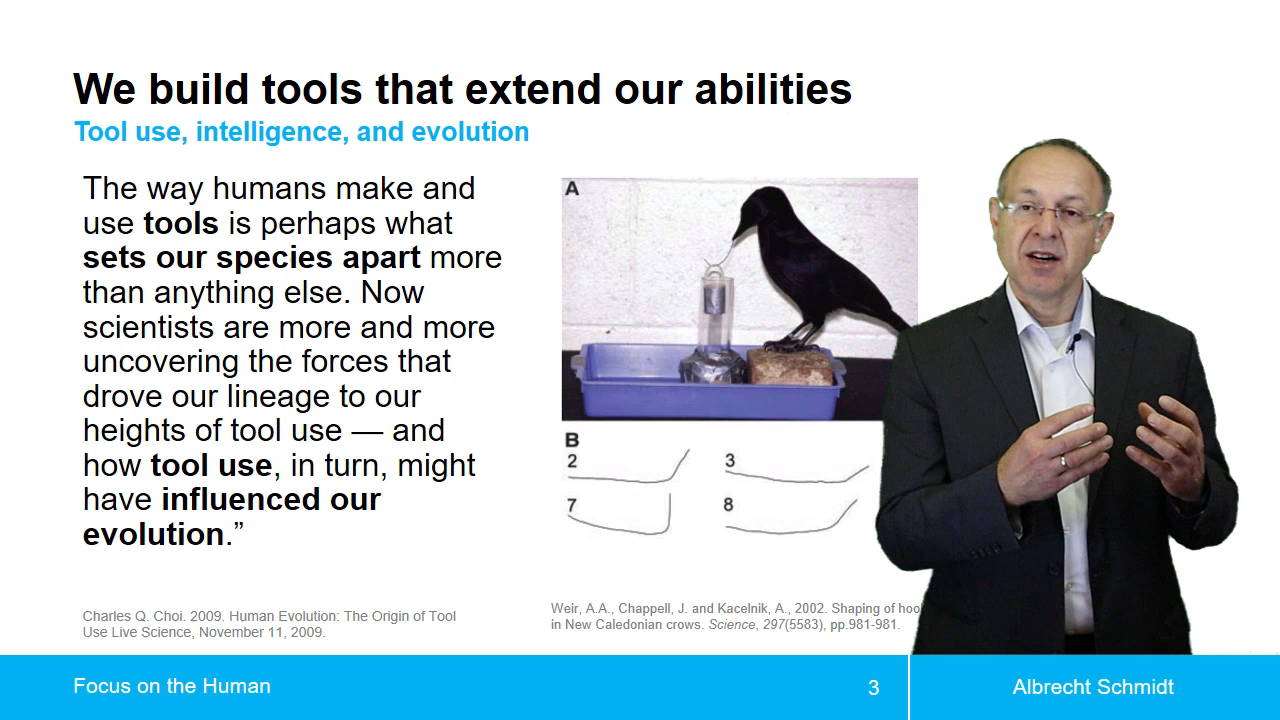 We build tools that extend our abilities
Tool use, intelligence, and evolution
The way humans make and
use tools is perhaps what
sets our species apart more
than anything else. Now
scientists are more and more
uncovering the forces that
drove our lineage to our
heights of tool use — and
how tool use, in turn, might
have influenced our
evolution.”
A
B
2
3
7
8
Charles Q. Choi. 2009. Human Evolution: The Origin of Tool
Use Live Science, November 11, 2009.
Weir, A.A., Chappell, J. and Kacelnik, A., 2002. Shaping of
in New Caledonian crows. Science, 297(5583), pp.981-981.
Focus on the Human
3
Albrecht Schmidt